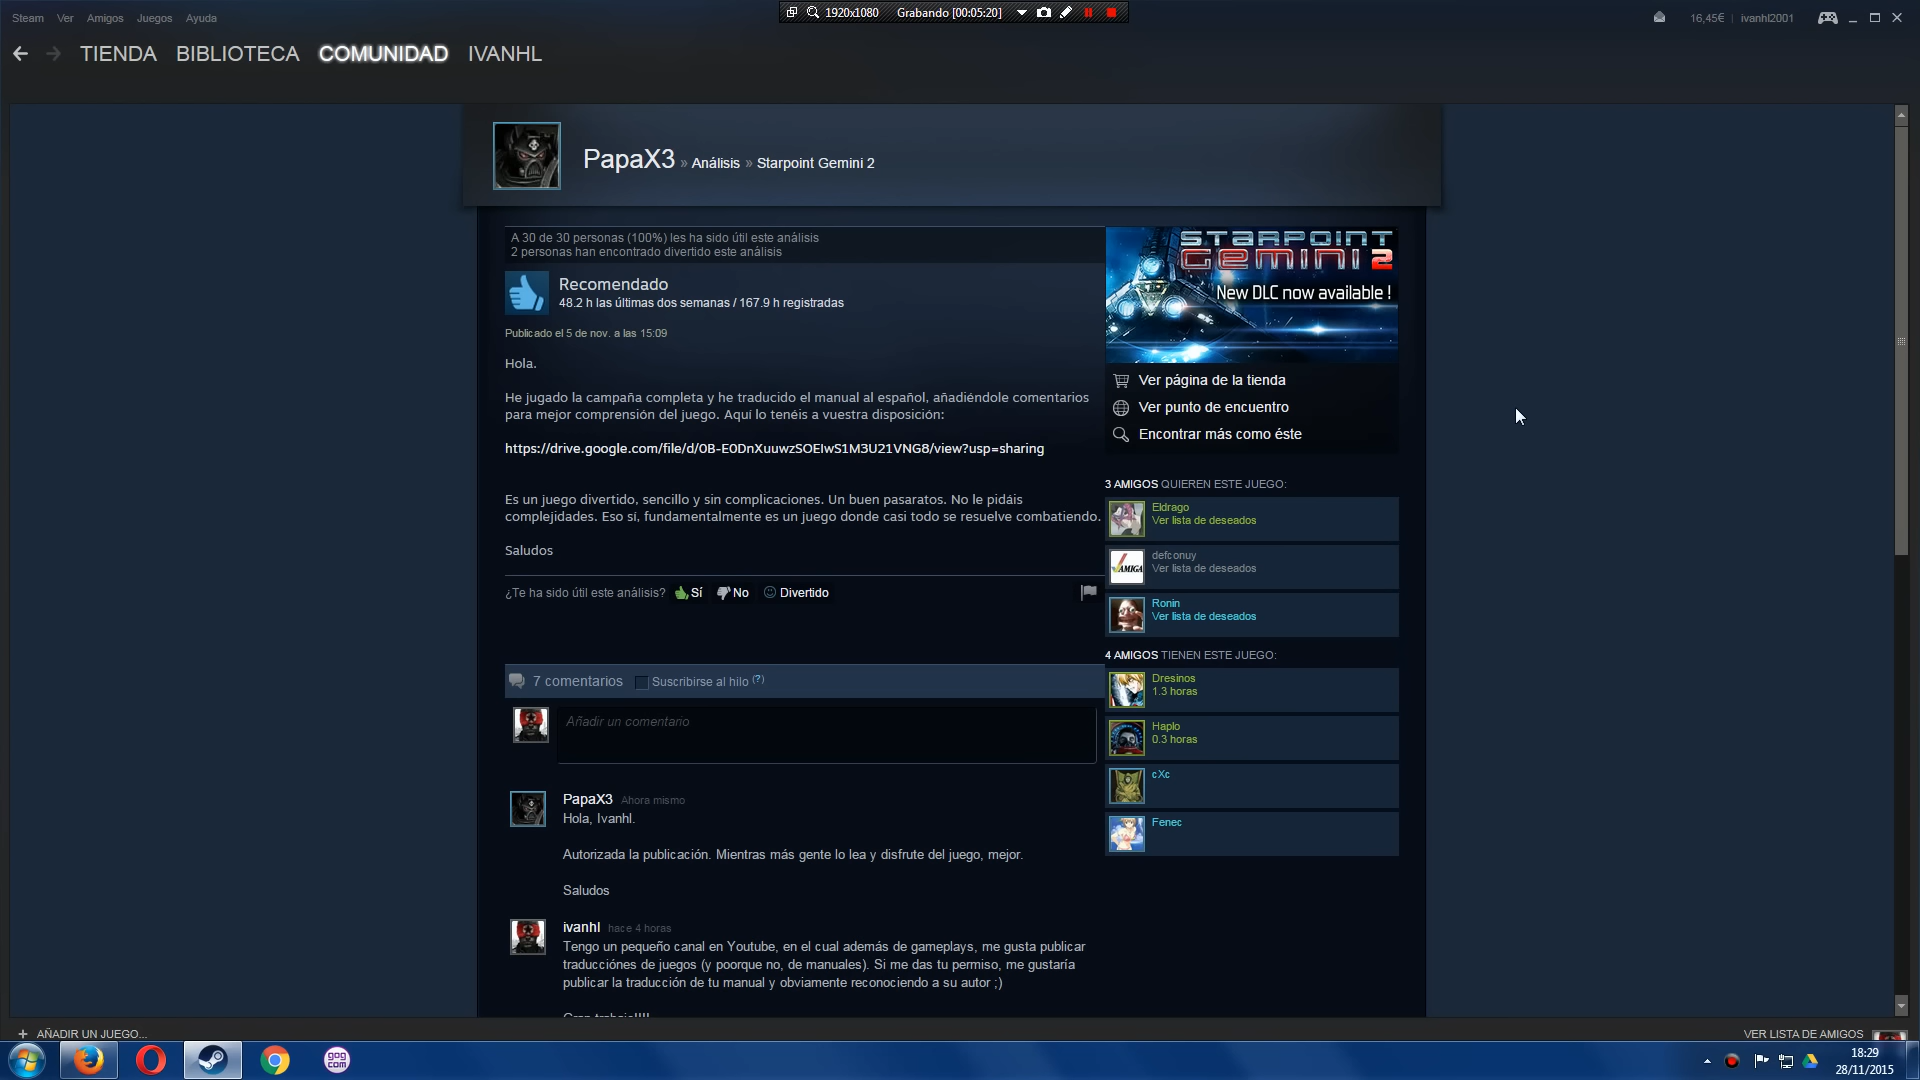 Steam Ver Amigos Juegos Ayuda
1920x1080 Grabando [00:05:20]
16,45€ ivanhl2001
TIENDA BIBLIOTECA COMUNIDAD IVANHL
PapaX3 » Análisis » Starpoint Gemini 2
A 30 de 30 personas (100%) les ha sido útil este análisis
2 personas han encontrado divertido este análisis
Recomendado
48.2 h las últimas dos semanas / 167.9 h registradas
Publicado el 5 de nov. a las 15:09
Hola.
He jugado la campaña completa y he traducido el manual al español, añadiéndole comentarios
para mejor comprensión del juego. Aquí lo tenéis a vuestra disposición:
https://drive.google.com/file/d/0B-E0DnXuuwzSOEIwS1M3U21VNG8/view?usp=sharing
Es un juego divertido, sencillo y sin complicaciones. Un buen pasaratos. No le pidáis
complejidades. Eso sí, fundamentalmente es un juego donde casi todo se resuelve combatiendo.
Saludos
¿Te ha sido útil este análisis? Sí No Divertido
STARPOINT
GEMINI 2
New DLC now available !
Ver página de la tienda
Ver punto de encuentro
Encontrar más como éste
3 AMIGOS QUIEREN ESTE JUEGO:
Eldrago
Ver lista de deseados
AMIGA
defconuy
Ver lista de deseados
Ronin
Ver lista de deseados
4 AMIGOS TIENEN ESTE JUEGO:
Dresinos
1.3 horas
Haplo
0.3 horas
cXc
Fenec
7 comentarios Suscribirse al hilo (?)
Añadir un comentario
PapaX3 Ahora mismo
Hola, Ivanhl.
Autorizada la publicación. Mientras más gente lo lea y disfrute del juego, mejor.
Saludos
ivanhl hace 4 horas
Tengo un pequeño canal en Youtube, en el cual además de gameplays, me gusta publicar
traducciónes de juegos (y poorque no, de manuales). Si me das tu permiso, me gustaría
publicar la traducción de tu manual y obviamente reconociendo a su autor ;)
Gran trabajo!!!!
+ AÑADIR UN JUEGO...
VER LISTA DE AMIGOS
gog
com
18:29
28/11/2015